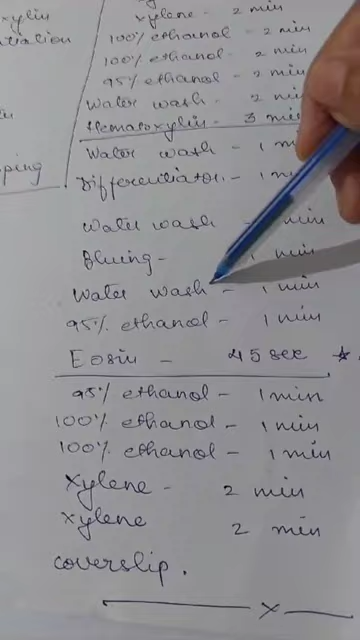 xylene - 2 min
100% ethanol - 2 min
100% ethanol - 2 min
95% ethanol - 2 min
Water wash - 2 min
Hematoxylin - 3 min
Water wash - 1 min
Differentiator - 1 min
Water wash - 1 min
Bluing - 1 min
Water wash - 1 min
95% ethanol - 1 min
Eosin - 45 sec
95% ethanol - 1 min
100% ethanol - 1 min
100% ethanol - 1 min
Xylene - 2 min
Xylene 2 min
coverslip.
x